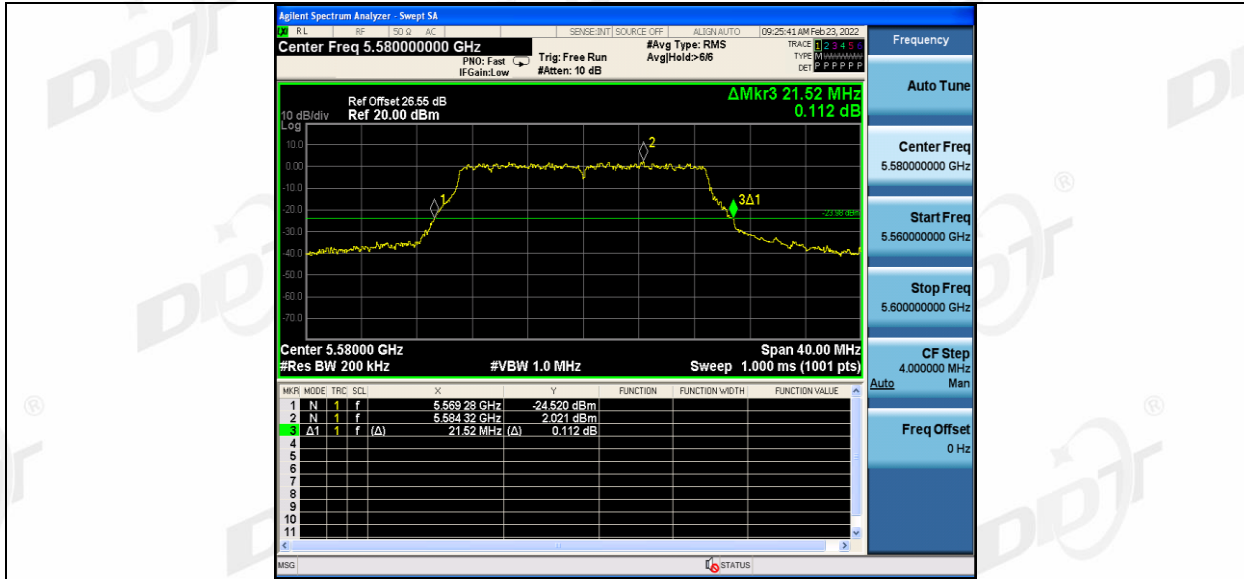 Agilent Spectrum Analyzer - Swept SA
RL RF 50 Ω AC SENSE:INT SOURCE OFF ALIGN AUTO 09:25:41 AM Feb 23, 2022
Center Freq 5.580000000 GHz
PNO: Fast
IFGain:Low
Trig: Free Run
#Atten: 10 dB
#Avg Type: RMS
Avg|Hold:>6/6
TRACE 1 2 3 4 5 6
TYPE M
DET P P P P P P
ΔMkr3 21.52 MHz
0.112 dB
Ref Offset 26.55 dB
10 dB/div Ref 20.00 dBm
Log
10.0
0.00
-10.0
-20.0
-30.0
-40.0
-50.0
-60.0
-70.0
1
2
3Δ1
-23.98 dBm
Center 5.58000 GHz Span 40.00 MHz
#Res BW 200 kHz #VBW 1.0 MHz Sweep 1.000 ms (1001 pts)
MKR MODE TRC SCL X Y FUNCTION FUNCTION WIDTH FUNCTION VALUE
1 N 1 f 5.569 28 GHz -24.520 dBm
2 N 1 f 5.584 32 GHz 2.021 dBm
3 Δ1 1 f (Δ) 21.52 MHz (Δ) 0.112 dB
4
5
6
7
8
9
10
11
MSG STATUS
Frequency
Auto Tune
Center Freq
5.580000000 GHz
Start Freq
5.560000000 GHz
Stop Freq
5.600000000 GHz
CF Step
4.000000 MHz
Auto Man
Freq Offset
0 Hz